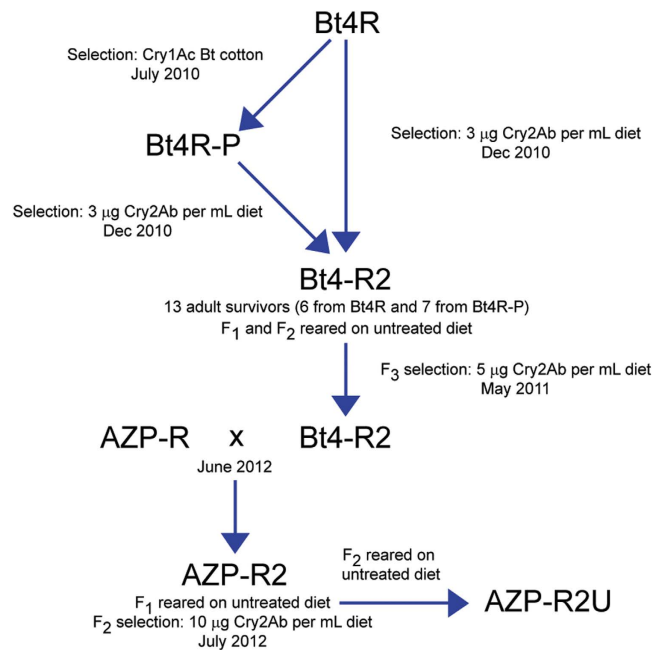 Bt4R
Selection: Cry1Ac Bt cotton
July 2010
Bt4R-P
Selection: 3 μg Cry2Ab per mL diet
Dec 2010
Selection: 3 μg Cry2Ab per mL diet
Dec 2010
Bt4-R2
13 adult survivors (6 from Bt4R and 7 from Bt4R-P)
F1 and F2 reared on untreated diet
F3 selection: 5 μg Cry2Ab per mL diet
May 2011
AZP-R x Bt4-R2
June 2012
AZP-R2
F1 reared on untreated diet
F2 selection: 10 μg Cry2Ab per mL diet
July 2012
F2 reared on
untreated diet
AZP-R2U